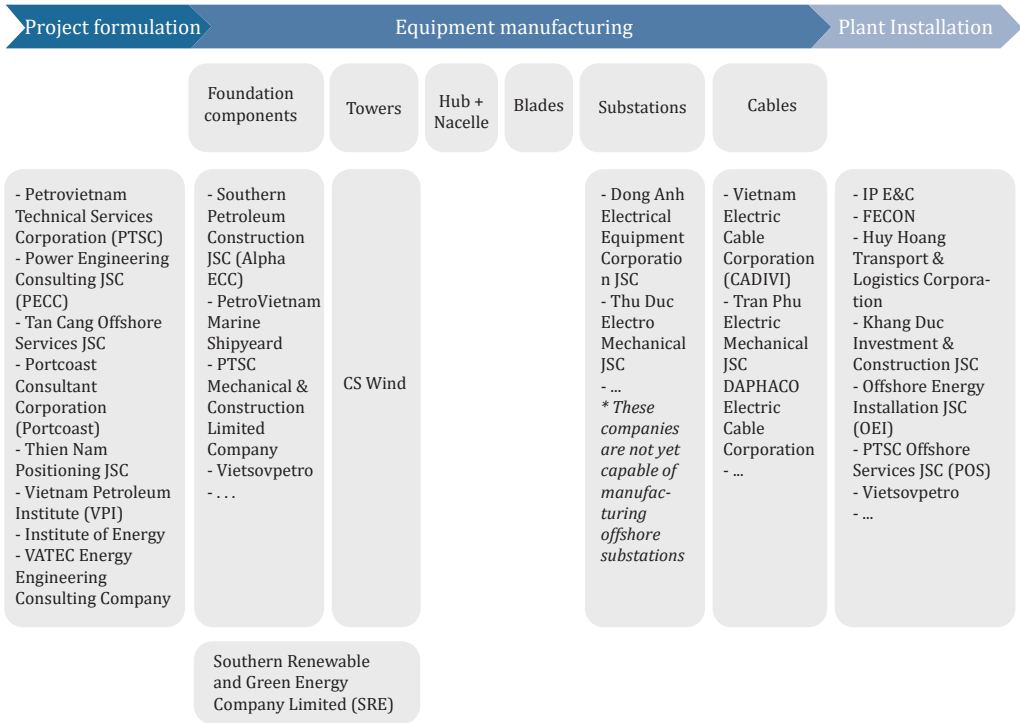 Project formulation
Equipment manufacturing
Plant Installation
Foundation
components
Towers
Hub +
Nacelle
Blades
Substations
Cables
- Petrovietnam
Technical Services
Corporation (PTSC)
- Power Engineering
Consulting JSC
(PECC)
- Tan Cang Offshore
Services JSC
- Portcoast
Consultant
Corporation
(Portcoast)
- Thien Nam
Positioning JSC
- Vietnam Petroleum
Institute (VPI)
- Institute of Energy
- VATEC Energy
Engineering
Consulting Company
- Southern
Petroleum
Construction
JSC (Alpha
ECC)
- PetroVietnam
Marine
Shipyeard
- PTSC
Mechanical &
Construction
Limited
Company
- Vietsovpetro
- . . .
CS Wind
- Dong Anh
Electrical
Equipment
Corporatio
n JSC
- Thu Duc
Electro
Mechanical
JSC
- ...
* These
companies
are not yet
capable of
manufac-
turing
offshore
substations
- Vietnam
Electric
Cable
Corporation
(CADIVI)
- Tran Phu
Electric
Mechanical
JSC
DAPHACO
Electric
Cable
Corporation
- ...
- IP E&C
- FECON
- Huy Hoang
Transport &
Logistics Corpora-
tion
- Khang Duc
Investment &
Construction JSC
- Offshore Energy
Installation JSC
(OEI)
- PTSC Offshore
Services JSC (POS)
- Vietsovpetro
- ...
Southern Renewable
and Green Energy
Company Limited (SRE)